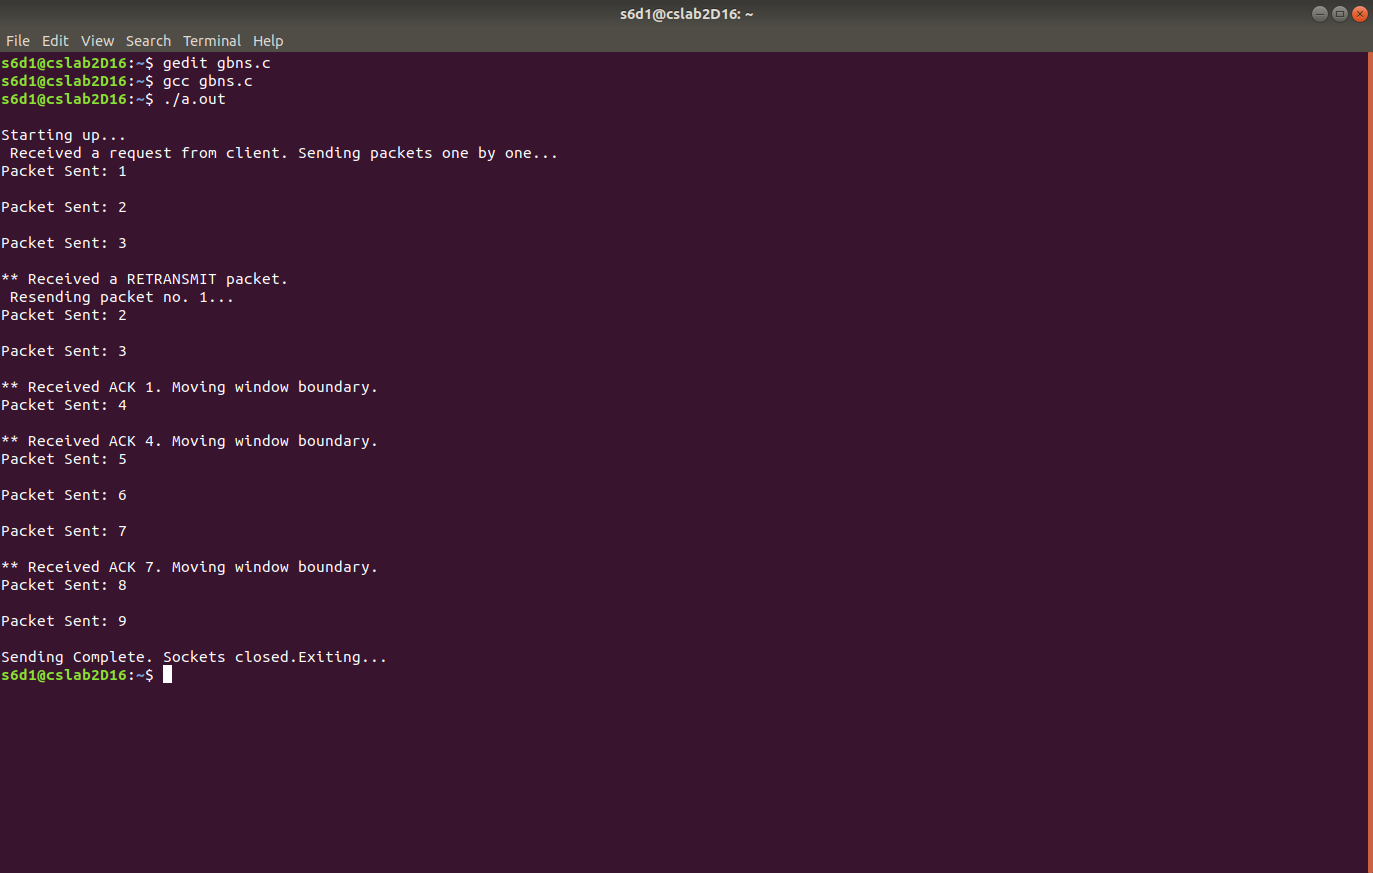 s6d1@cslab2D16: ~
File Edit View Search Terminal Help
s6d1@cslab2D16:~$ gedit gbns.c
s6d1@cslab2D16:~$ gcc gbns.c
s6d1@cslab2D16:~$ ./a.out
Starting up...
Received a request from client. Sending packets one by one...
Packet Sent: 1
Packet Sent: 2
Packet Sent: 3
** Received a RETRANSMIT packet.
Resending packet no. 1...
Packet Sent: 2
Packet Sent: 3
** Received ACK 1. Moving window boundary.
Packet Sent: 4
** Received ACK 4. Moving window boundary.
Packet Sent: 5
Packet Sent: 6
Packet Sent: 7
** Received ACK 7. Moving window boundary.
Packet Sent: 8
Packet Sent: 9
Sending Complete. Sockets closed.Exiting...
s6d1@cslab2D16:~$